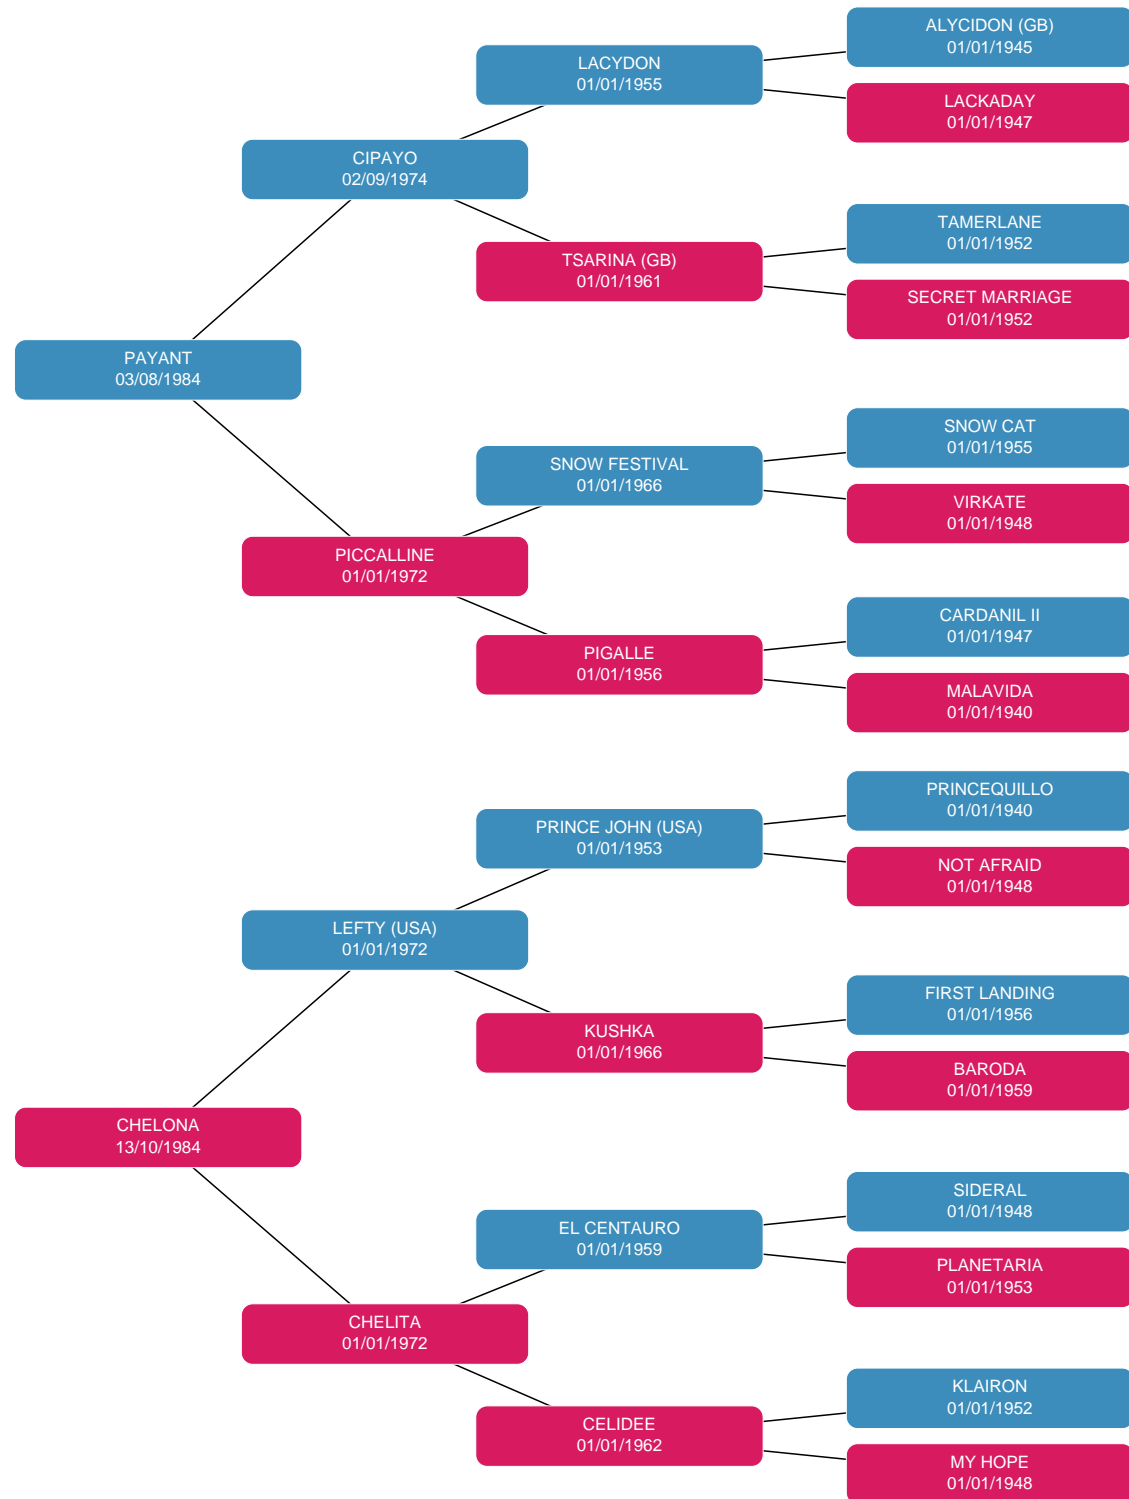 ALYCIDON (GB)
01/01/1945
LACYDON
01/01/1955
LACKADAY
01/01/1947
CIPAYO
02/09/1974
TAMERLANE
01/01/1952
TSARINA (GB)
01/01/1961
SECRET MARRIAGE
01/01/1952
PAYANT
03/08/1984
SNOW CAT
01/01/1955
SNOW FESTIVAL
01/01/1966
VIRKATE
01/01/1948
PICCALLINE
01/01/1972
CARDANIL II
01/01/1947
PIGALLE
01/01/1956
MALAVIDA
01/01/1940
PRINCEQUILLO
01/01/1940
PRINCE JOHN (USA)
01/01/1953
NOT AFRAID
01/01/1948
LEFTY (USA)
01/01/1972
FIRST LANDING
01/01/1956
KUSHKA
01/01/1966
BARODA
01/01/1959
CHELONA
13/10/1984
SIDERAL
01/01/1948
EL CENTAURO
01/01/1959
PLANETARIA
01/01/1953
CHELITA
01/01/1972
KLAIRON
01/01/1952
CELIDEE
01/01/1962
MY HOPE
01/01/1948